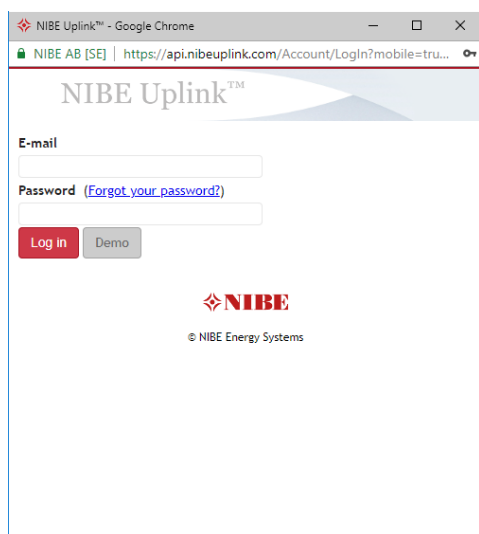 NIBE Uplink™ - Google Chrome
NIBE AB [SE] | https://api.nibeuplink.com/Account/LogIn?mobile=tru...
NIBE Uplink™
E-mail
Password (Forgot your password?)
Log in Demo
NIBE
© NIBE Energy Systems